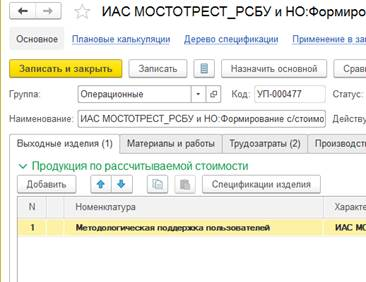 ИАС МОСТОТРЕСТ_РСБУ и НО:Формиро
Основное Плановые калькуляции Дерево спецификации Применение в за
Записать и закрыть Записать Назначить основной Срав
Группа: Операционные Код: УП-000477 Статус:
Наименование: ИАС МОСТОТРЕСТ_РСБУ и НО:Формирование с/стоимо Действу
Выходные изделия (1) Материалы и работы Трудозатраты (2) Производст
Продукция по рассчитываемой стоимости
Добавить Спецификации изделия
N Номенклатура Характе
1 Методологическая поддержка пользователей ИАС МО